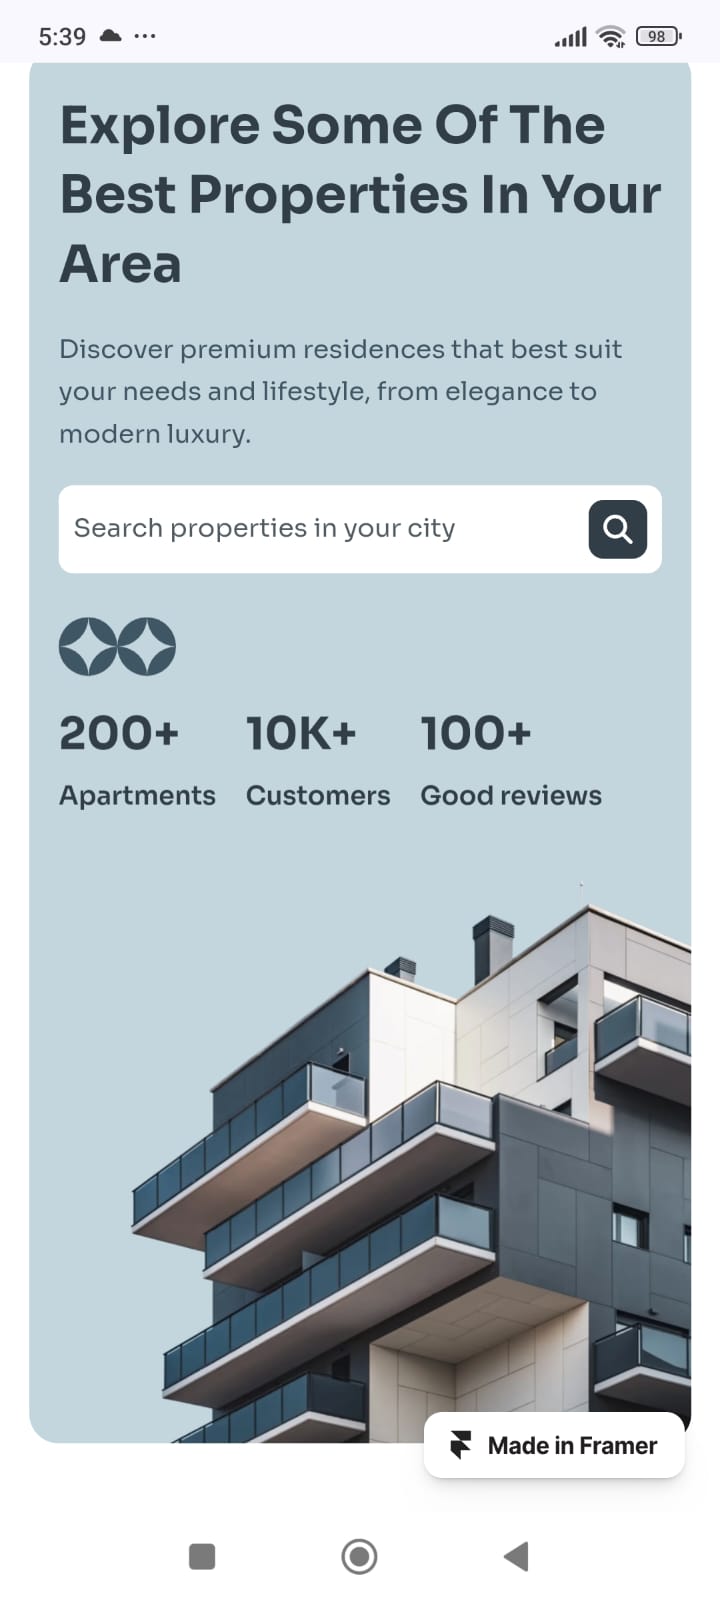 5:39
98
Explore Some Of The
Best Properties In Your
Area
Discover premium residences that best suit
your needs and lifestyle, from elegance to
modern luxury.
Search properties in your city
200+ 10K+ 100+
Apartments Customers Good reviews
Made in Framer